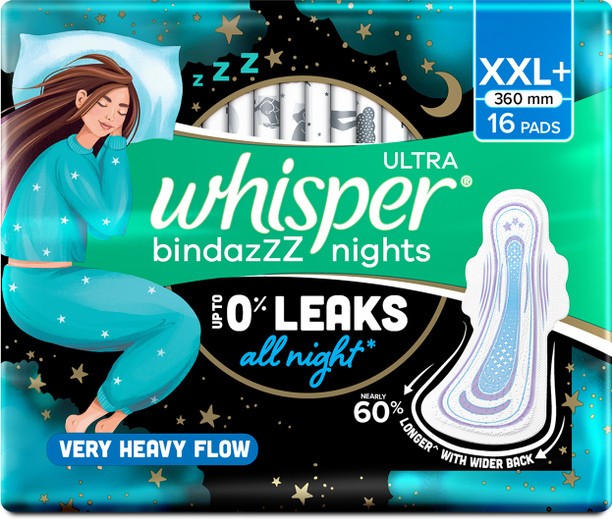 z z z
XXL+
360 mm
16 PADS
ULTRA
whisper®
bindazZZ nights
UP TO 0% LEAKS
all night*
NEARLY
60% LONGER^ WITH WIDER BACK
VERY HEAVY FLOW